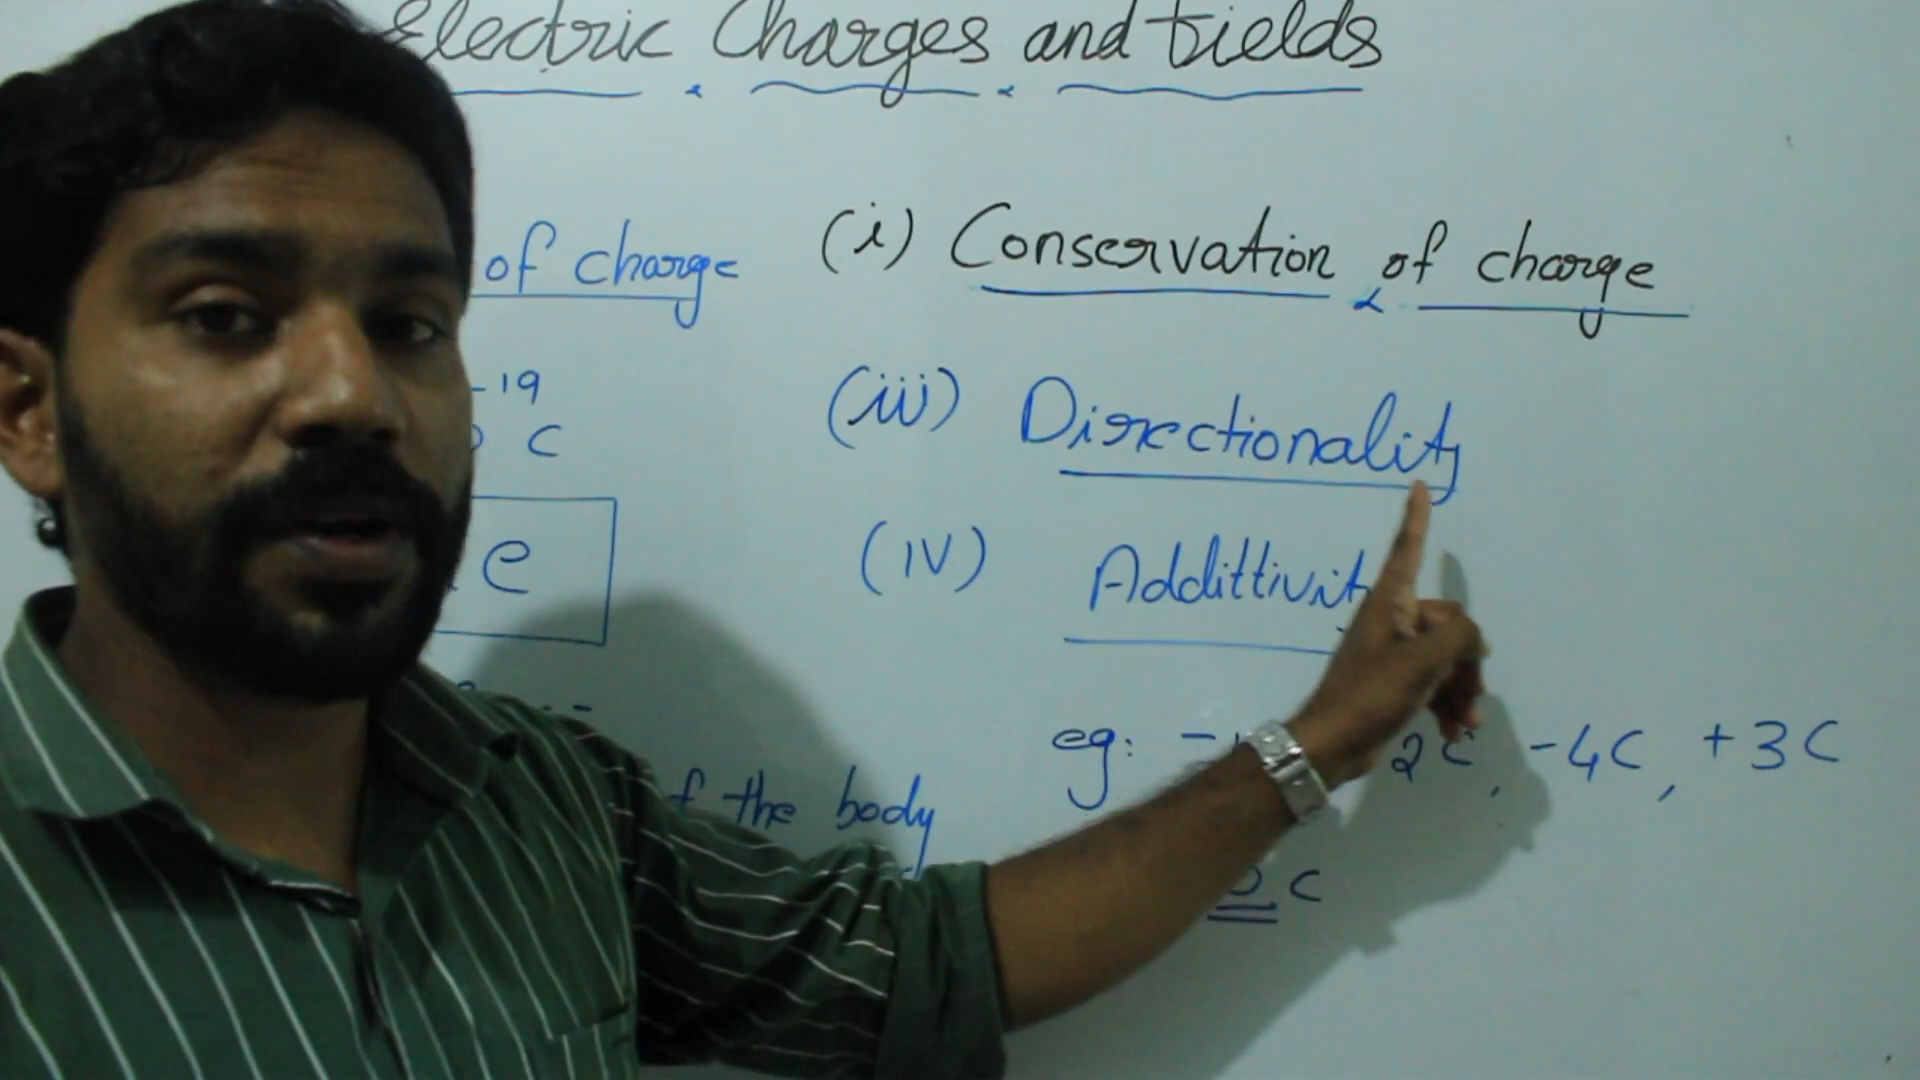 Electric Charges and Fields
of charge
(i) Conservation of charge
-19
C
(iii) Directionality
e
(iv) Addittivity
eg: - 2C, -4C, +3C
f the body
C